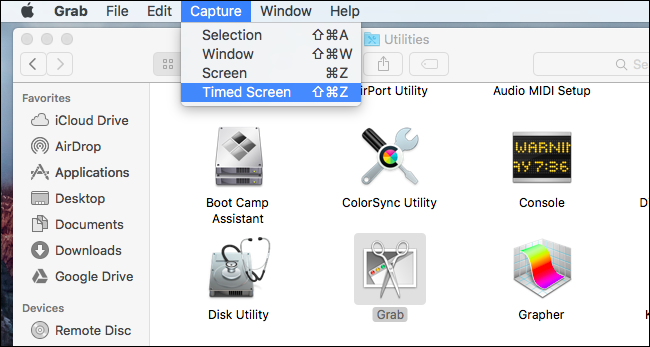 Grab File Edit Capture Window Help
Selection ⇧⌘A
Window ⇧⌘W
Screen ⌘Z
Timed Screen ⇧⌘Z
Utilities
Favorites
iCloud Drive
AirDrop
Applications
Desktop
Documents
Downloads
Google Drive
Devices
Remote Disc
AirPort Utility
Audio MIDI Setup
Boot Camp
Assistant
ColorSync Utility
WARNIN
AY 7:36
Console
Disk Utility
Grab
Grapher